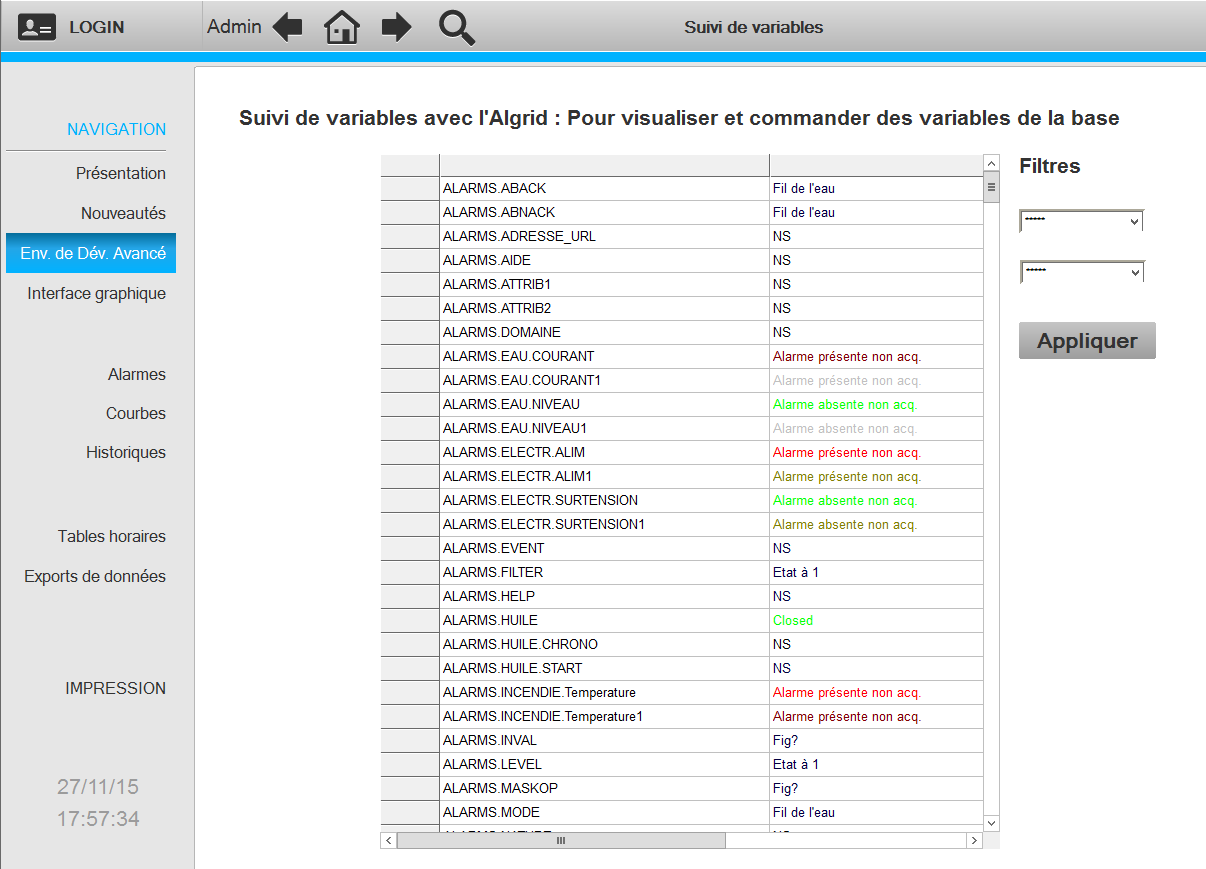 LOGIN Admin Suivi de variables
NAVIGATION
Présentation
Nouveautés
Env. de Dév. Avancé
Interface graphique
Alarmes
Courbes
Historiques
Tables horaires
Exports de données
IMPRESSION
27/11/15
17:57:34
Suivi de variables avec l'Algrid : Pour visualiser et commander des variables de la base
ALARMS.ABACK Fil de l'eau
ALARMS.ABNACK Fil de l'eau
ALARMS.ADRESSE_URL NS
ALARMS.AIDE NS
ALARMS.ATTRIB1 NS
ALARMS.ATTRIB2 NS
ALARMS.DOMAINE NS
ALARMS.EAU.COURANT Alarme présente non acq.
ALARMS.EAU.COURANT1 Alarme présente non acq.
ALARMS.EAU.NIVEAU Alarme absente non acq.
ALARMS.EAU.NIVEAU1 Alarme absente non acq.
ALARMS.ELECTR.ALIM Alarme présente non acq.
ALARMS.ELECTR.ALIM1 Alarme présente non acq.
ALARMS.ELECTR.SURTENSION Alarme absente non acq.
ALARMS.ELECTR.SURTENSION1 Alarme absente non acq.
ALARMS.EVENT NS
ALARMS.FILTER Etat à 1
ALARMS.HELP NS
ALARMS.HUILE Closed
ALARMS.HUILE.CHRONO NS
ALARMS.HUILE.START NS
ALARMS.INCENDIE.Temperature Alarme présente non acq.
ALARMS.INCENDIE.Temperature1 Alarme présente non acq.
ALARMS.INVAL Fig?
ALARMS.LEVEL Etat à 1
ALARMS.MASKOP Fig?
ALARMS.MODE Fil de l'eau
Filtres
*****
*****
Appliquer